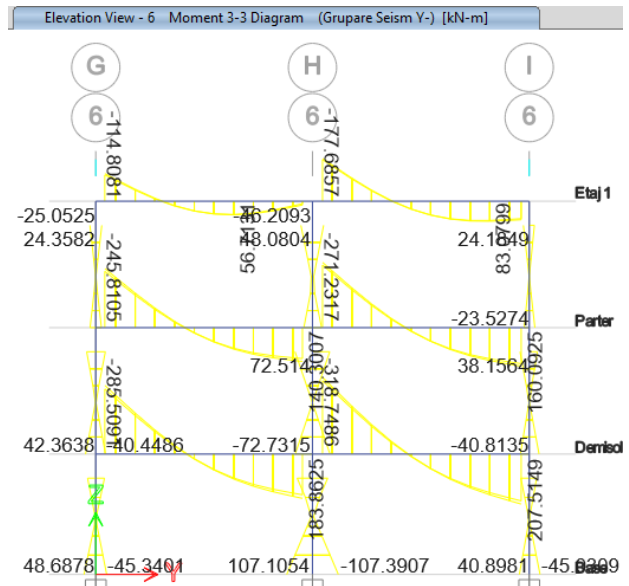 Elevation View - 6 Moment 3-3 Diagram (Grupare Seism Y-) [kN-m]
G H I
6 6 6
-114.8081
-177.6857
Etaj 1
-25.0525
-46.2093
24.3582
48.0804
24.1849
-245.8105
-271.2317
-23.5274
Parter
72.514
38.1564
140.3007
160.0925
-285.5091
-318.7486
42.3638 -40.4486 -72.7315 -40.8135 Demisol
183.8625
207.5149
Z
48.6878 -45.3401 Y 107.1054 -107.3907 40.8981 Base